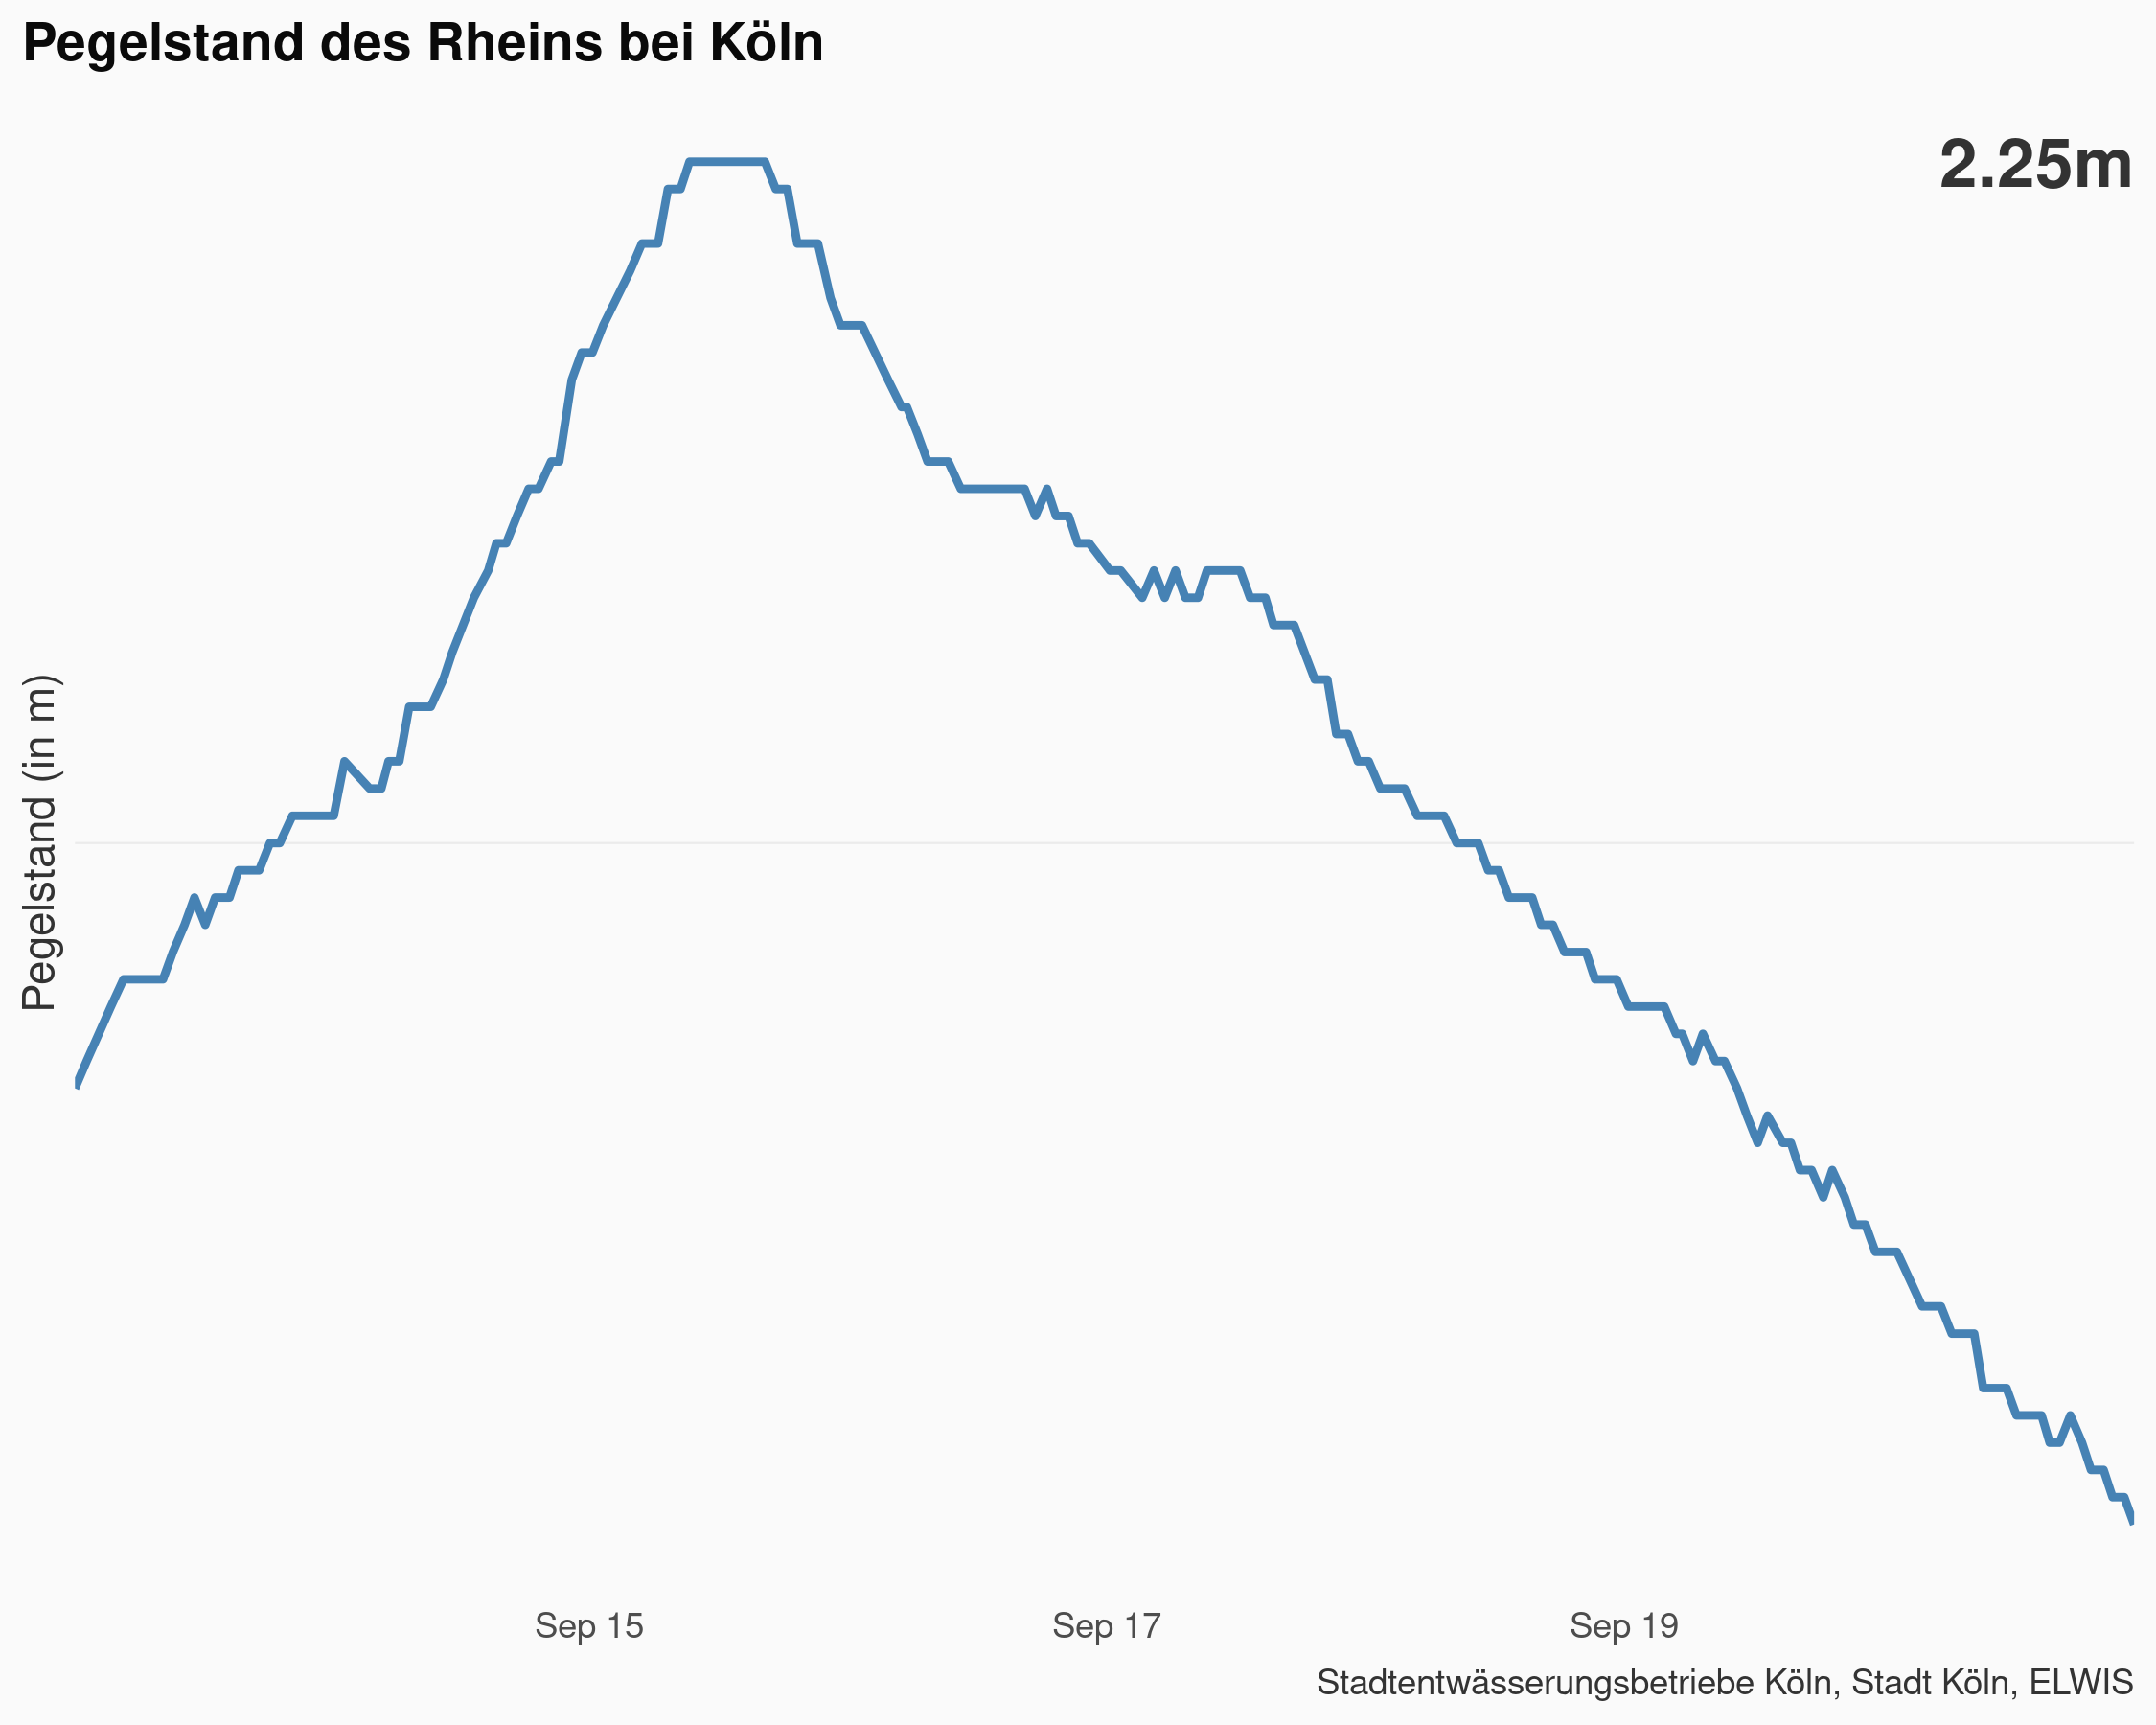 Pegelstand des Rheins bei Köln
2.25m
Pegelstand (in m)
Sep 15
Sep 17
Sep 19
Stadtentwässerungsbetriebe Köln, Stadt Köln, ELWIS